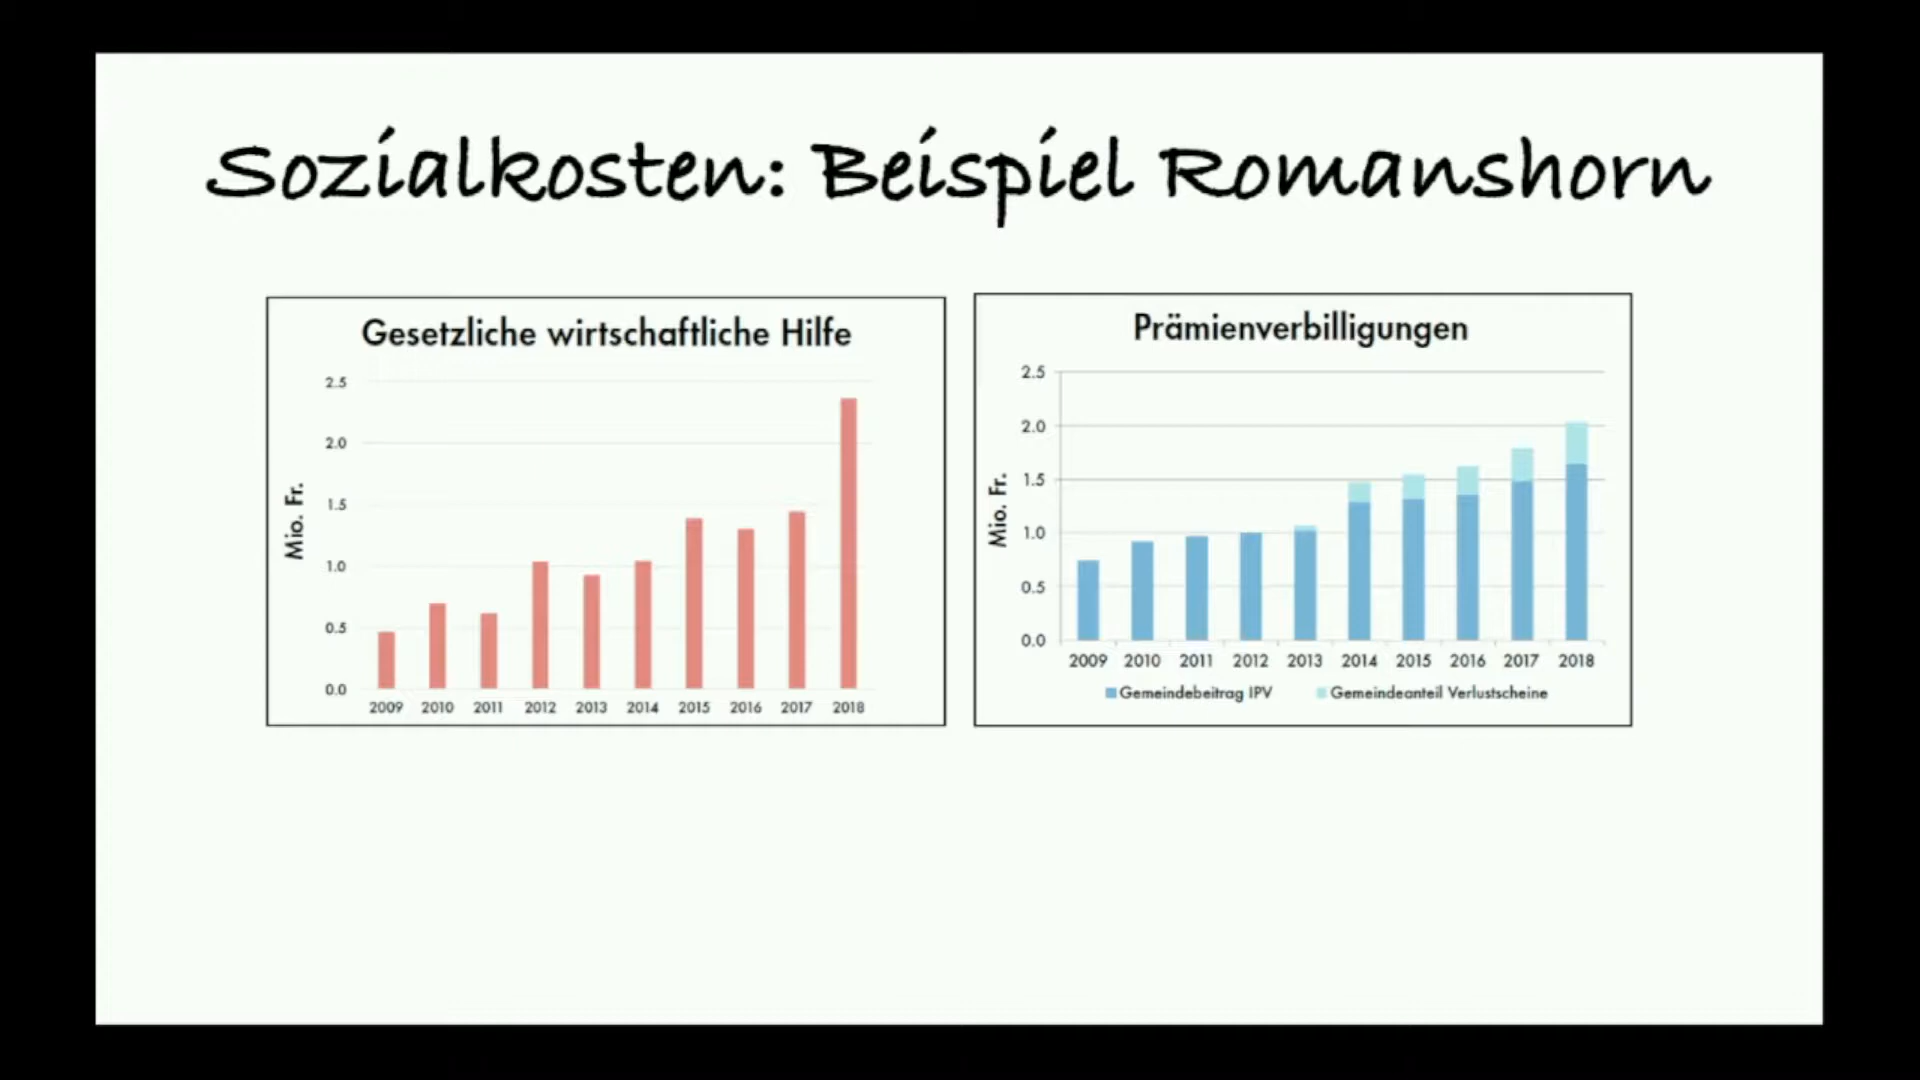 Sozialkosten: Beispiel Romanshorn
Gesetzliche wirtschaftliche Hilfe
Mio. Fr.
2.5
2.0
1.5
1.0
0.5
0.0
2009 2010 2011 2012 2013 2014 2015 2016 2017 2018
Prämienverbilligungen
Mio. Fr.
2.5
2.0
1.5
1.0
0.5
0.0
2009 2010 2011 2012 2013 2014 2015 2016 2017 2018
Gemeindebeitrag IPV Gemeindeanteil Verlustscheine